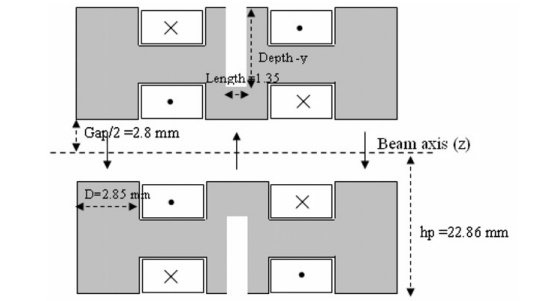 Depth -y
Length =1.35
Gap/2 =2.8 mm
Beam axis (z)
D=2.85 mm
hp =22.86 mm